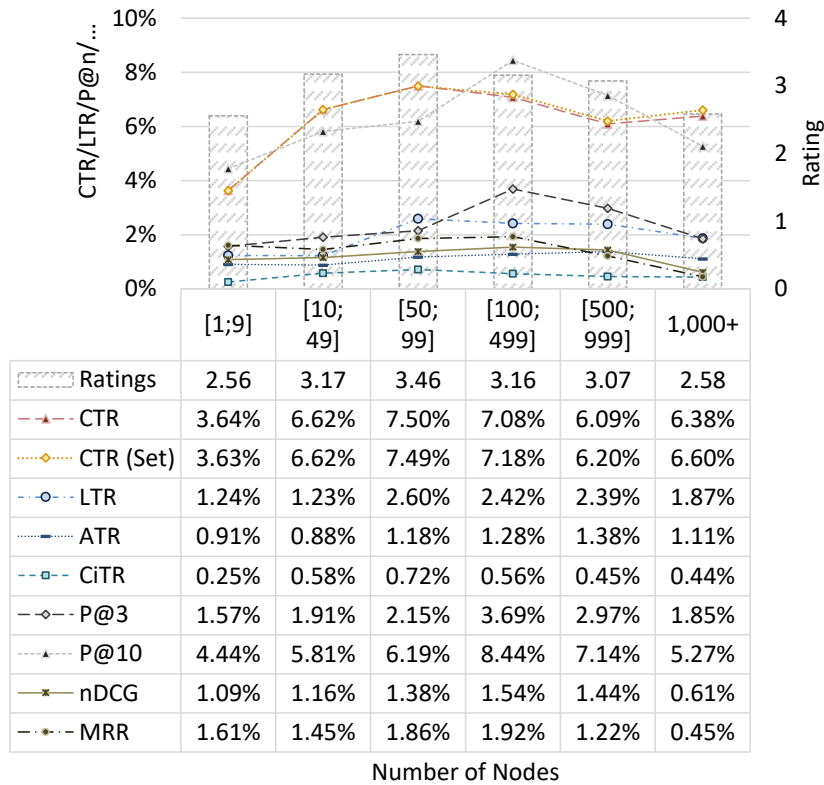 10%
8%
6%
4%
2%
0%
CTR/LTR/P@n/…
4
3
2
1
0
Rating
[1;9] [10; 49] [50; 99] [100; 499] [500; 999] 1,000+
Ratings 2.56 3.17 3.46 3.16 3.07 2.58
CTR 3.64% 6.62% 7.50% 7.08% 6.09% 6.38%
CTR (Set) 3.63% 6.62% 7.49% 7.18% 6.20% 6.60%
LTR 1.24% 1.23% 2.60% 2.42% 2.39% 1.87%
ATR 0.91% 0.88% 1.18% 1.28% 1.38% 1.11%
CiTR 0.25% 0.58% 0.72% 0.56% 0.45% 0.44%
P@3 1.57% 1.91% 2.15% 3.69% 2.97% 1.85%
P@10 4.44% 5.81% 6.19% 8.44% 7.14% 5.27%
nDCG 1.09% 1.16% 1.38% 1.54% 1.44% 0.61%
MRR 1.61% 1.45% 1.86% 1.92% 1.22% 0.45%
Number of Nodes